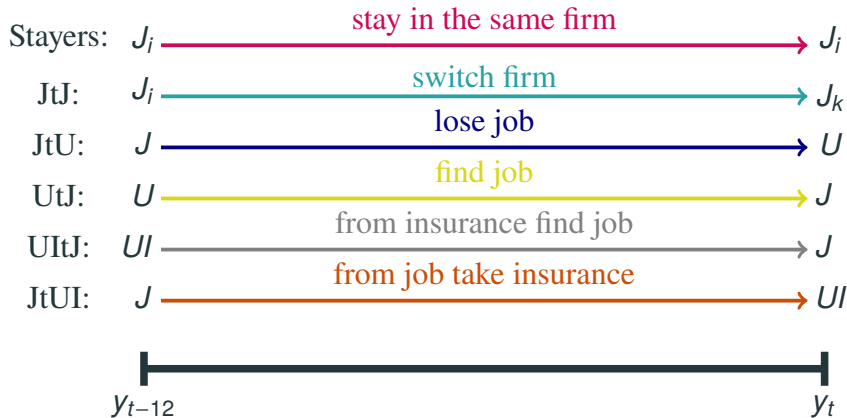 stay in the same firm
Stayers: J_i J_i
switch firm
JtJ: J_i J_k
lose job
JtU: J U
find job
UtJ: U J
from insurance find job
UItJ: UI J
from job take insurance
JtUI: J UI
y_{t−12} y_t